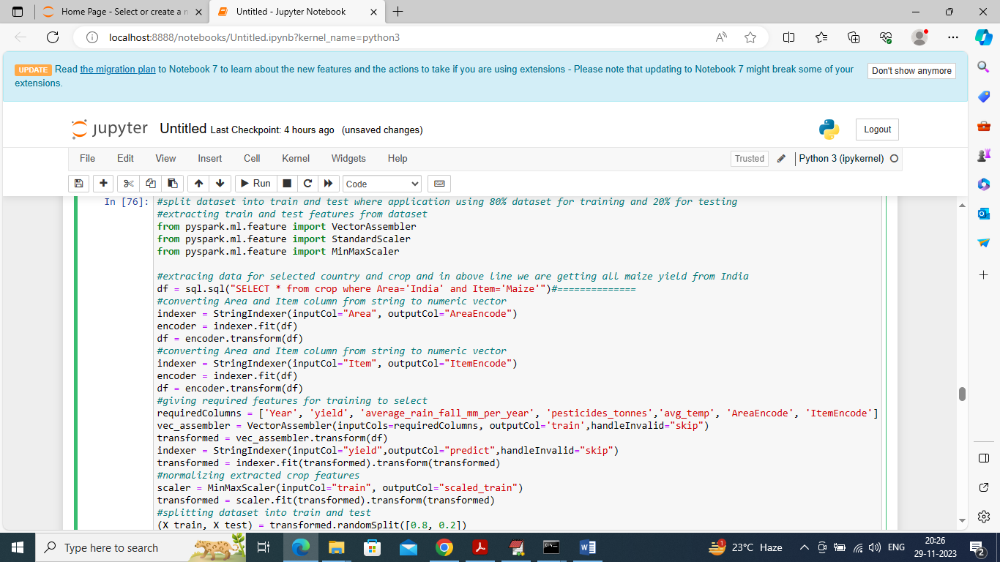 Home Page - Select or create a n
Untitled - Jupyter Notebook
localhost:8888/notebooks/Untitled.ipynb?kernel_name=python3
UPDATE Read the migration plan to Notebook 7 to learn about the new features and the actions to take if you are using extensions - Please note that updating to Notebook 7 might break some of your
extensions.
Don't show anymore
jupyter Untitled Last Checkpoint: 4 hours ago (unsaved changes)
Logout
File Edit View Insert Cell Kernel Widgets Help
Trusted
Python 3 (ipykernel)
Run
Code
In [76]: #split dataset into train and test where application using 80% dataset for training and 20% for testing
#extracting train and test features from dataset
from pyspark.ml.feature import VectorAssembler
from pyspark.ml.feature import StandardScaler
from pyspark.ml.feature import MinMaxScaler
#extracing data for selected country and crop and in above line we are getting all maize yield from India
df = sql.sql("SELECT * from crop where Area='India' and Item='Maize'")#==============
#converting Area and Item column from string to numeric vector
indexer = StringIndexer(inputCol="Area", outputCol="AreaEncode")
encoder = indexer.fit(df)
df = encoder.transform(df)
#converting Area and Item column from string to numeric vector
indexer = StringIndexer(inputCol="Item", outputCol="ItemEncode")
encoder = indexer.fit(df)
df = encoder.transform(df)
#giving required features for training to select
requiredColumns = ['Year', 'yield', 'average_rain_fall_mm_per_year', 'pesticides_tonnes','avg_temp', 'AreaEncode', 'ItemEncode']
vec_assembler = VectorAssembler(inputCols=requiredColumns, outputCol='train',handleInvalid="skip")
transformed = vec_assembler.transform(df)
indexer = StringIndexer(inputCol="yield",outputCol="predict",handleInvalid="skip")
transformed = indexer.fit(transformed).transform(transformed)
#normalizing extracted crop features
scaler = MinMaxScaler(inputCol="train", outputCol="scaled_train")
transformed = scaler.fit(transformed).transform(transformed)
#splitting dataset into train and test
(X_train, X_test) = transformed.randomSplit([0.8, 0.2])
Type here to search
23°C Haze
ENG
20:26
29-11-2023
2